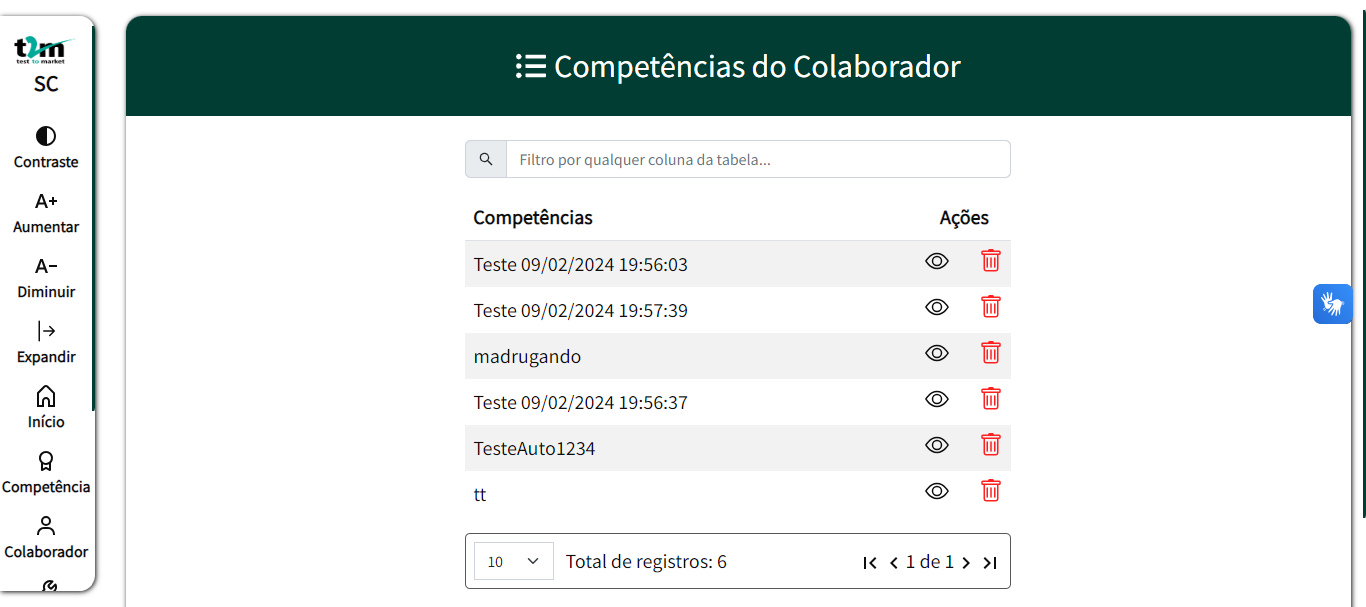 t2m
test to market
SC
Contraste
A+
Aumentar
A-
Diminuir
Expandir
Início
Competência
Colaborador
Competências do Colaborador
Filtro por qualquer coluna da tabela...
Competências Ações
Teste 09/02/2024 19:56:03
Teste 09/02/2024 19:57:39
madrugando
Teste 09/02/2024 19:56:37
TesteAuto1234
tt
10 Total de registros: 6 1 de 1